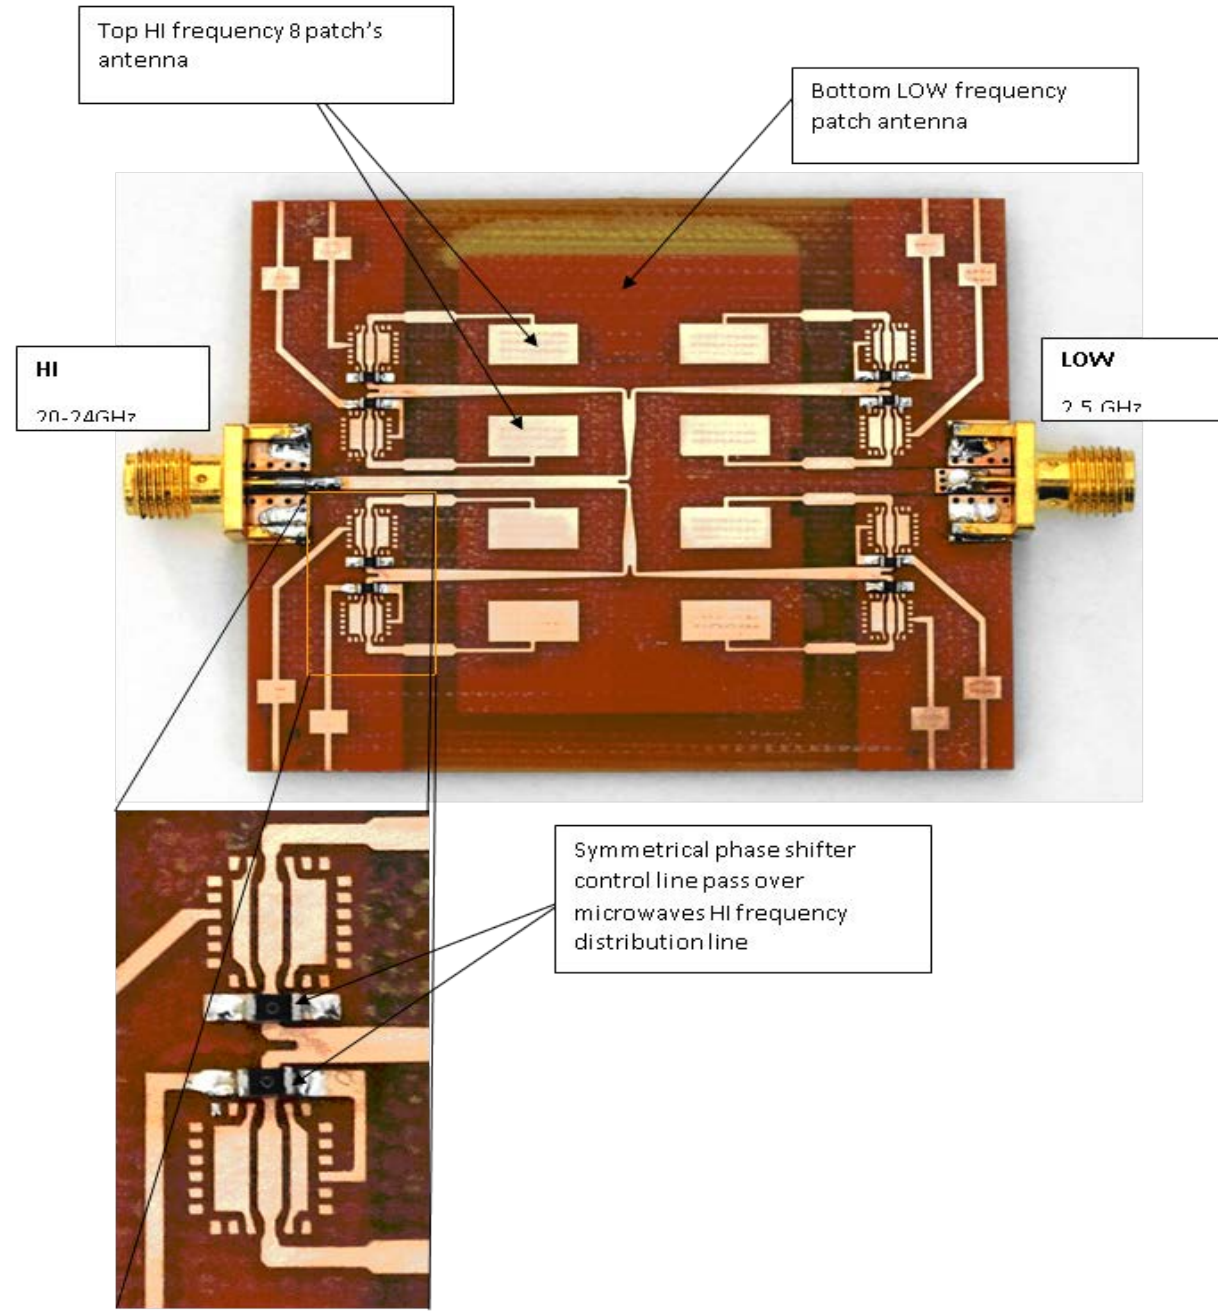 Top HI frequency 8 patch's
antenna
Bottom LOW frequency
patch antenna
HI
20-24GHz
LOW
2.5 GHz
Symmetrical phase shifter
control line pass over
microwaves HI frequency
distribution line